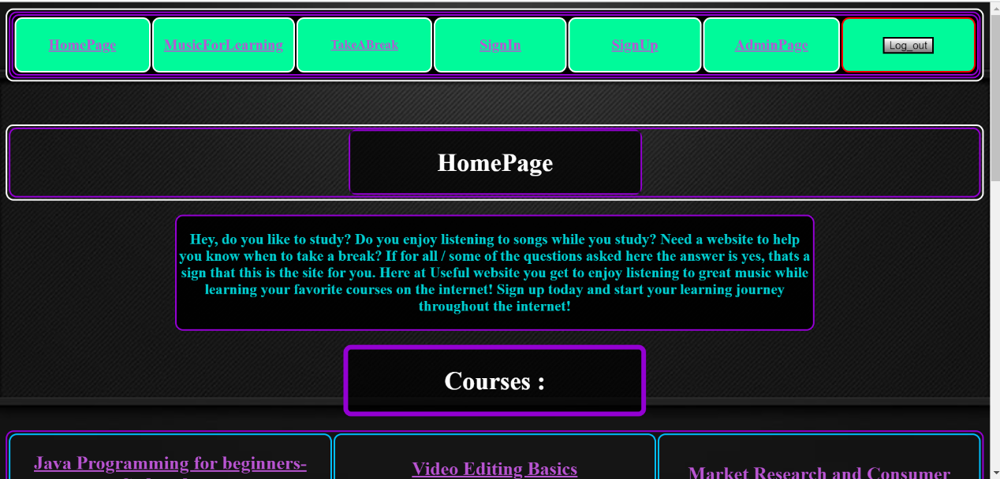 HomePage MusicForLearning TakeABreak SignIn SignUp AdminPage Log_out
HomePage
Hey, do you like to study? Do you enjoy listening to songs while you study? Need a website to help
you know when to take a break? If for all / some of the questions asked here the answer is yes, thats a
sign that this is the site for you. Here at Useful website you get to enjoy listening to great music while
learning your favorite courses on the internet! Sign up today and start your learning journey
throughout the internet!
Courses :
Java Programming for beginners-
Video Editing Basics
Market Research and Consumer